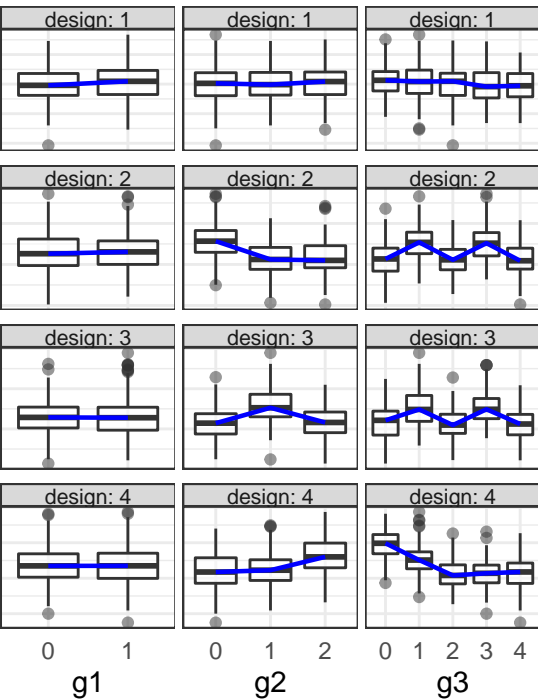 design: 1 design: 1 design: 1
design: 2 design: 2 design: 2
design: 3 design: 3 design: 3
design: 4 design: 4 design: 4
0 1 0 1 2 0 1 2 3 4
g1 g2 g3